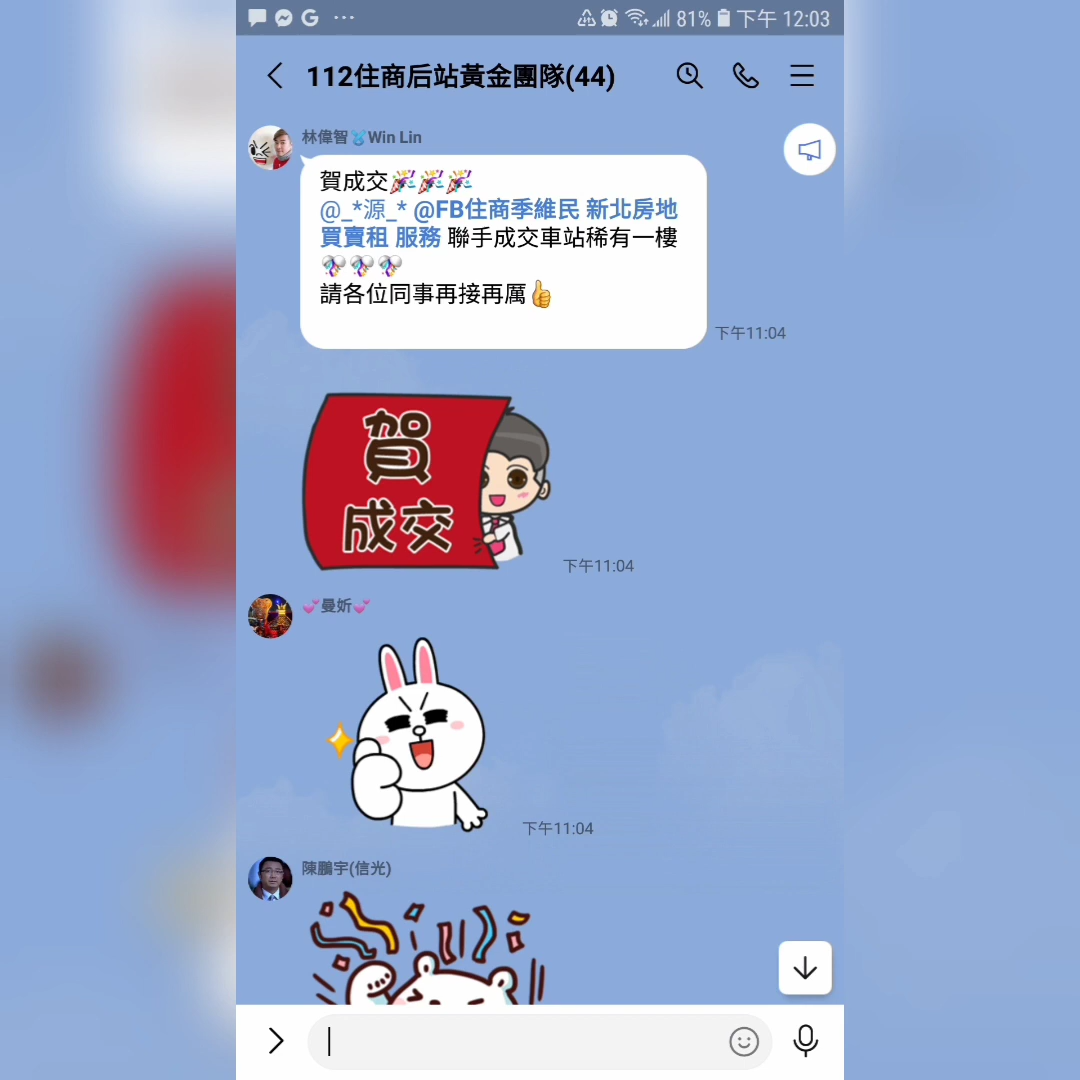 81% 下午 12:03
112住商后站黃金團隊(44)
林偉智Win Lin
賀成交🎉🎉🎉
@_*源_* @FB住商季維民 新北房地
買賣租 服務 聯手成交車站稀有一樓
🎊🎊🎊
請各位同事再接再厲👍
下午11:04
賀
成交
下午11:04
💕曼妡💕
下午11:04
陳鵬宇(信光)